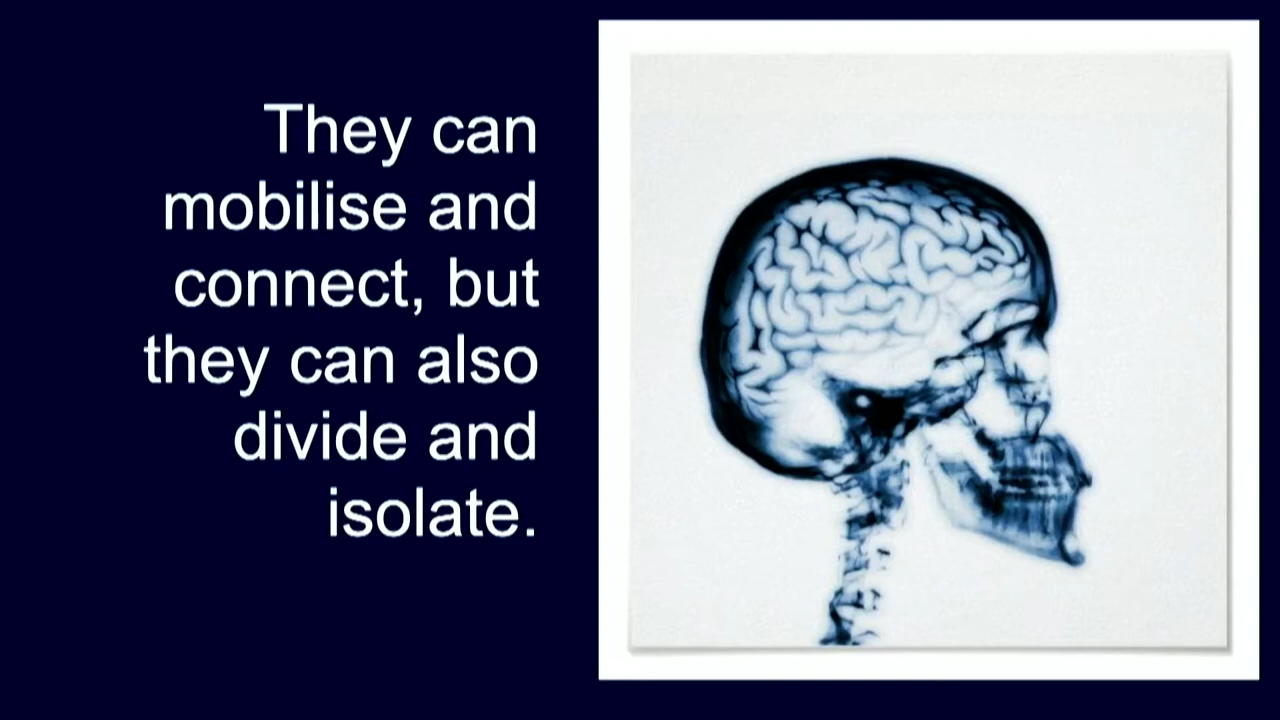 They can
mobilise and
connect, but
they can also
divide and
isolate.